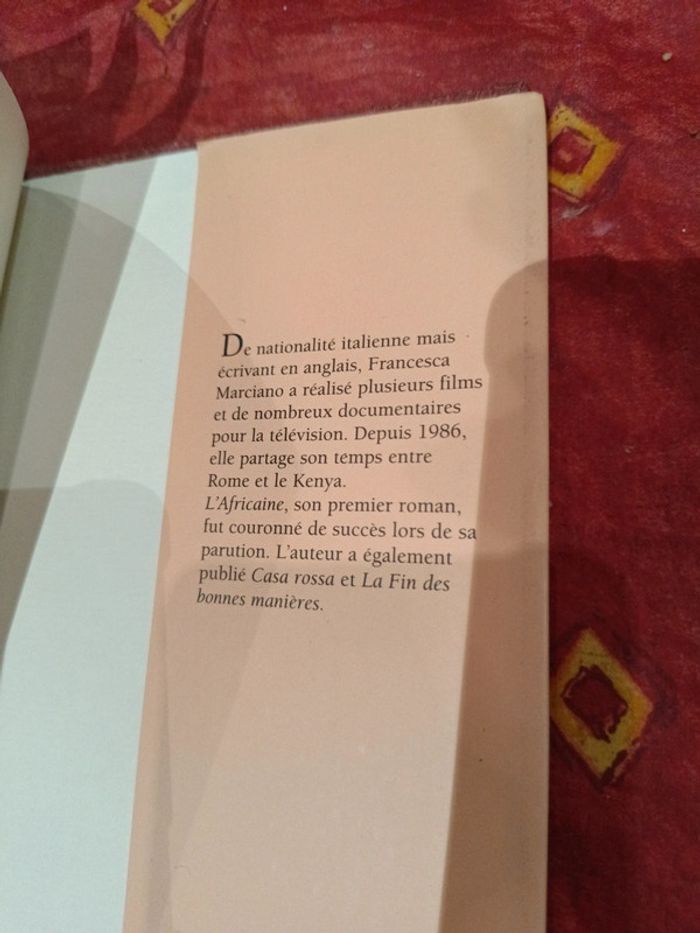 De nationalité italienne mais
écrivant en anglais, Francesca
Marciano a réalisé plusieurs films
et de nombreux documentaires
pour la télévision. Depuis 1986,
elle partage son temps entre
Rome et le Kenya.
L'Africaine, son premier roman,
fut couronné de succès lors de sa
parution. L'auteur a également
publié Casa rossa et La Fin des
bonnes manières.